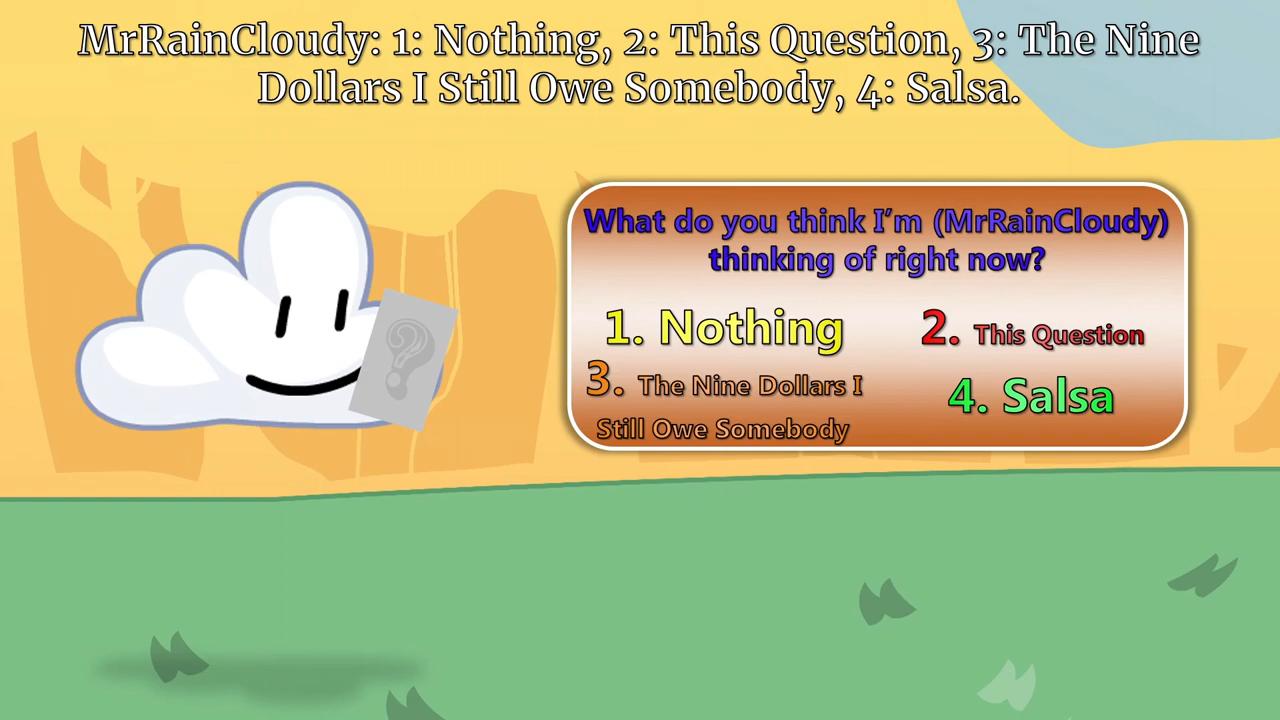 MrRainCloudy: 1: Nothing, 2: This Question, 3: The Nine
Dollars I Still Owe Somebody, 4: Salsa.
What do you think I'm (MrRainCloudy)
thinking of right now?
1. Nothing
2. This Question
3. The Nine Dollars I
Still Owe Somebody
4. Salsa
?